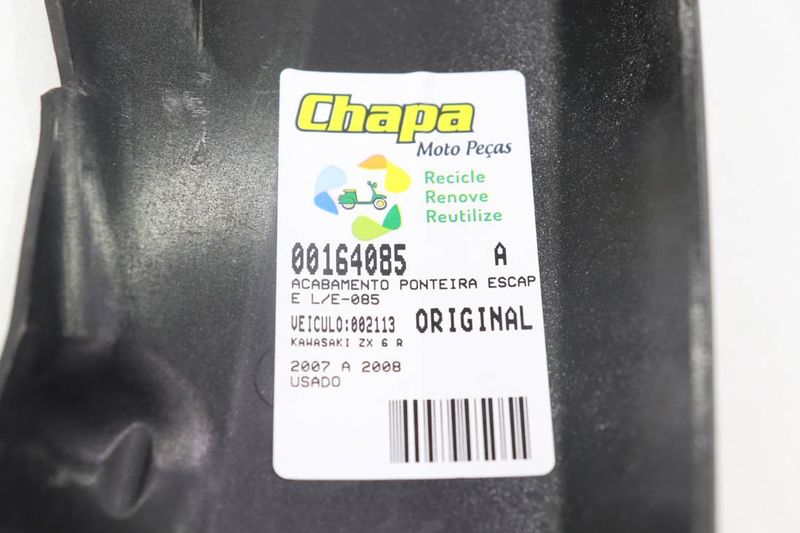 Chapa
Moto Peças
Recicle
Renove
Reutilize
00164085 A
ACABAMENTO PONTEIRA ESCAP
E L/E-085
VEICULO:002113 ORIGINAL
KAWASAKI ZX 6 R
2007 A 2008
USADO